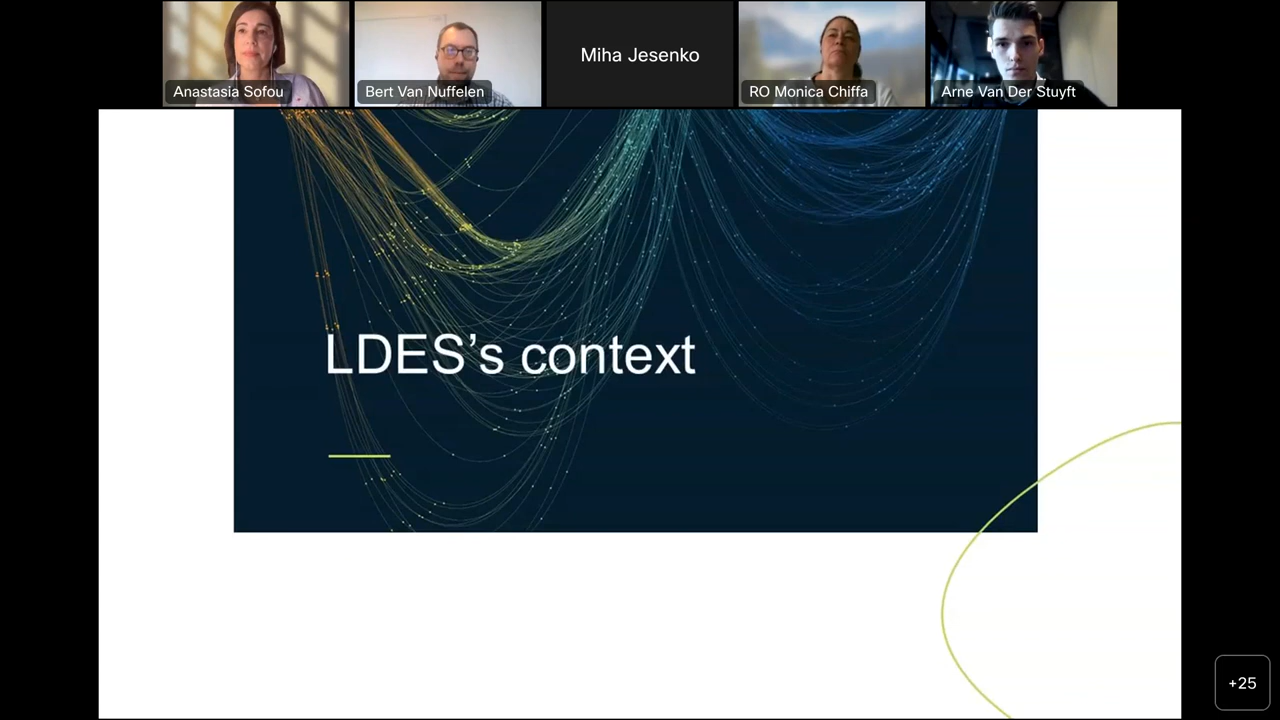 Anastasia Sofou
Bert Van Nuffelen
Miha Jesenko
RO Monica Chiffa
Arne Van Der Stuyft
LDES’s context
+25